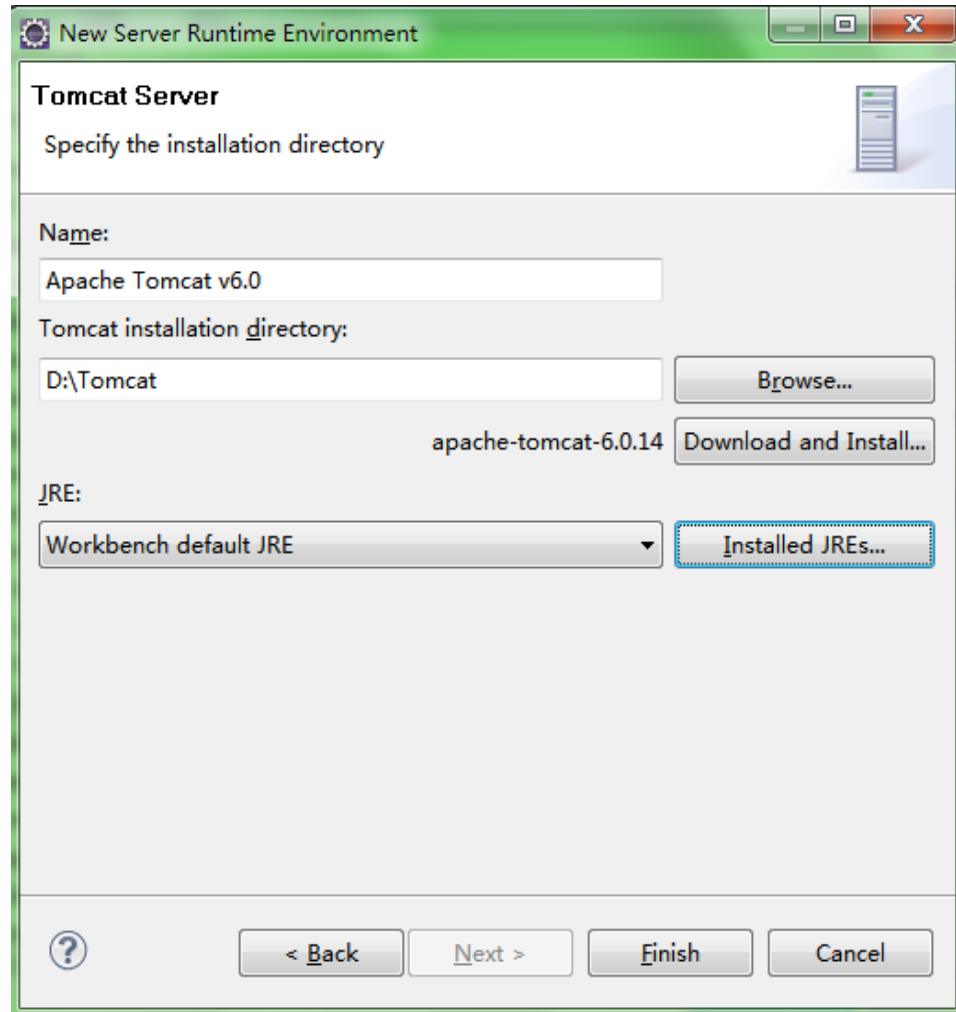 New Server Runtime Environment
Tomcat Server
Specify the installation directory
Name:
Apache Tomcat v6.0
Tomcat installation directory:
D:\Tomcat
Browse...
apache-tomcat-6.0.14 Download and Install...
JRE:
Workbench default JRE
Installed JREs...
? < Back Next > Finish Cancel